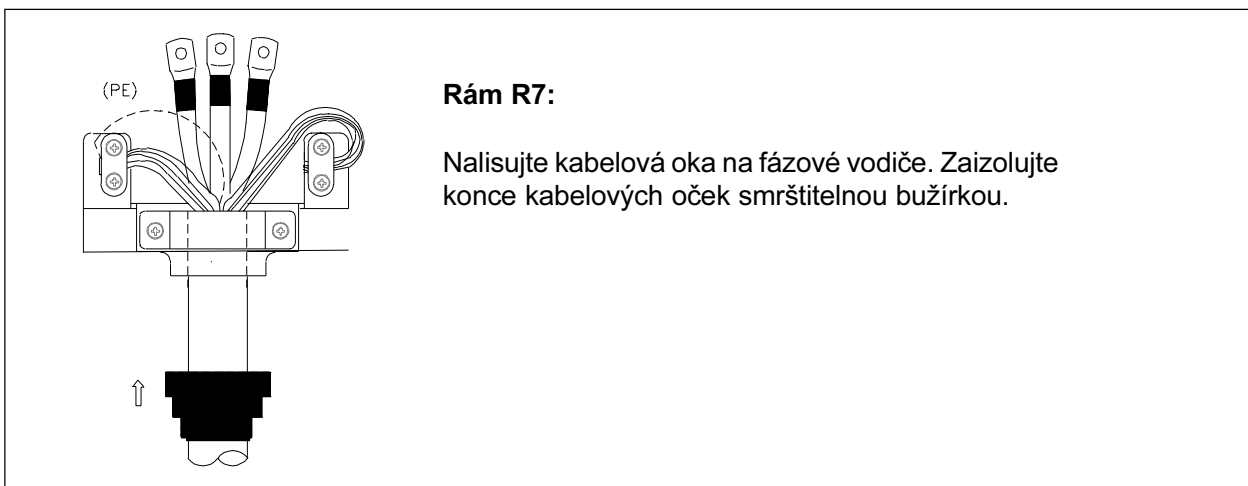 (PE)
Rám R7:
Nalisujte kabelová oka na fázové vodiče. Zaizolujte
konce kabelových oček smrštitelnou bužírkou.